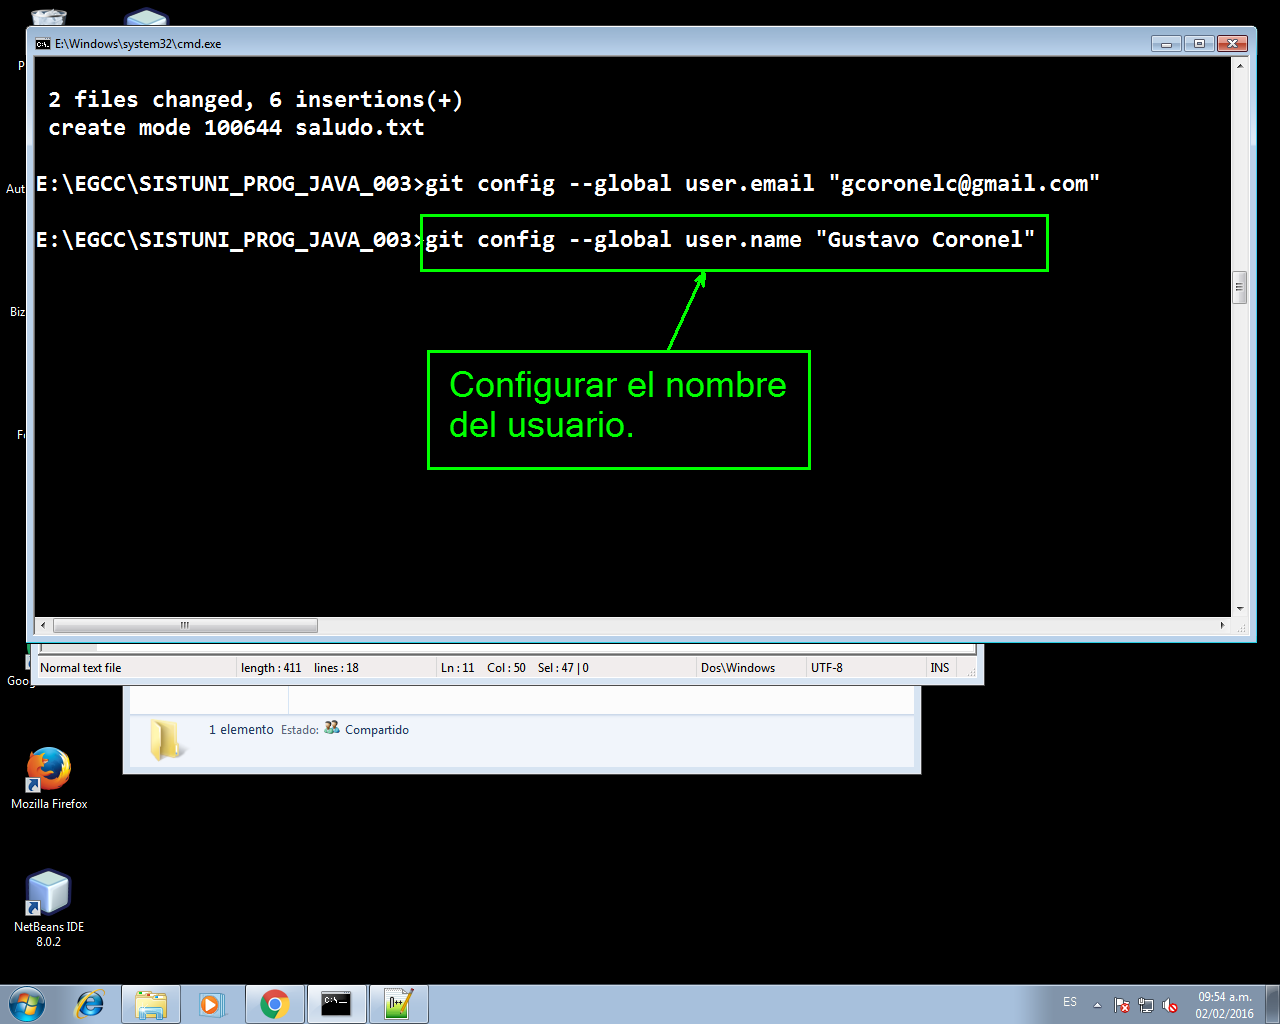 E:\Windows\system32\cmd.exe
2 files changed, 6 insertions(+)
create mode 100644 saludo.txt
E:\EGCC\SISTUNI_PROG_JAVA_003>git config --global user.email "gcoronelc@gmail.com"
E:\EGCC\SISTUNI_PROG_JAVA_003>git config --global user.name "Gustavo Coronel"
Configurar el nombre
del usuario.
Normal text file length : 411 lines : 18 Ln : 11 Col : 50 Sel : 47 | 0 Dos\Windows UTF-8 INS
1 elemento Estado: Compartido
Mozilla Firefox
NetBeans IDE
8.0.2
ES
09:54 a.m.
02/02/2016